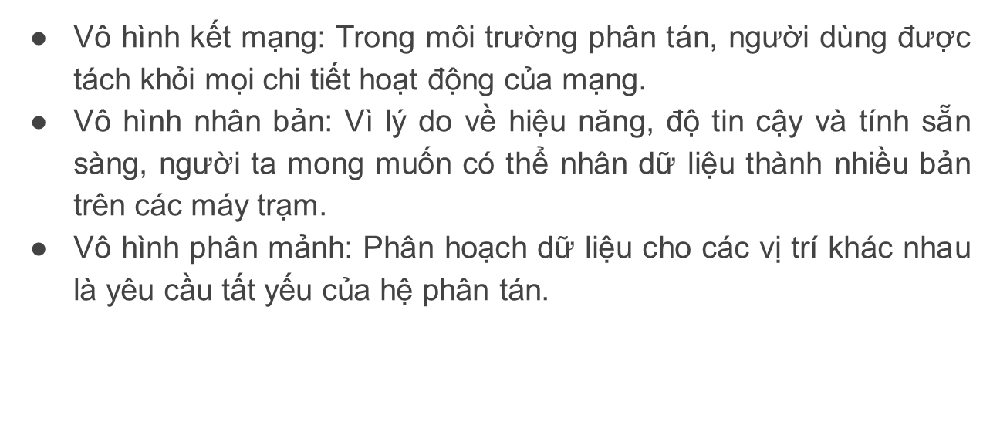 ● Vô hình kết mạng: Trong môi trường phân tán, người dùng được
tách khỏi mọi chi tiết hoạt động của mạng.
● Vô hình nhân bản: Vì lý do về hiệu năng, độ tin cậy và tính sẵn
sàng, người ta mong muốn có thể nhân dữ liệu thành nhiều bản
trên các máy trạm.
● Vô hình phân mảnh: Phân hoạch dữ liệu cho các vị trí khác nhau
là yêu cầu tất yếu của hệ phân tán.